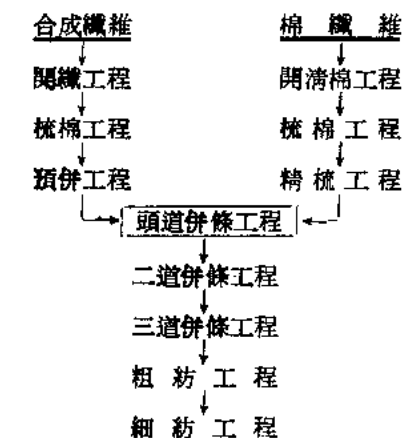 合成纖維 棉纖維
開纖工程 開清棉工程
梳棉工程 梳棉工程
預併工程 精梳工程
頭道併條工程
二道併條工程
三道併條工程
粗紡工程
細紡工程